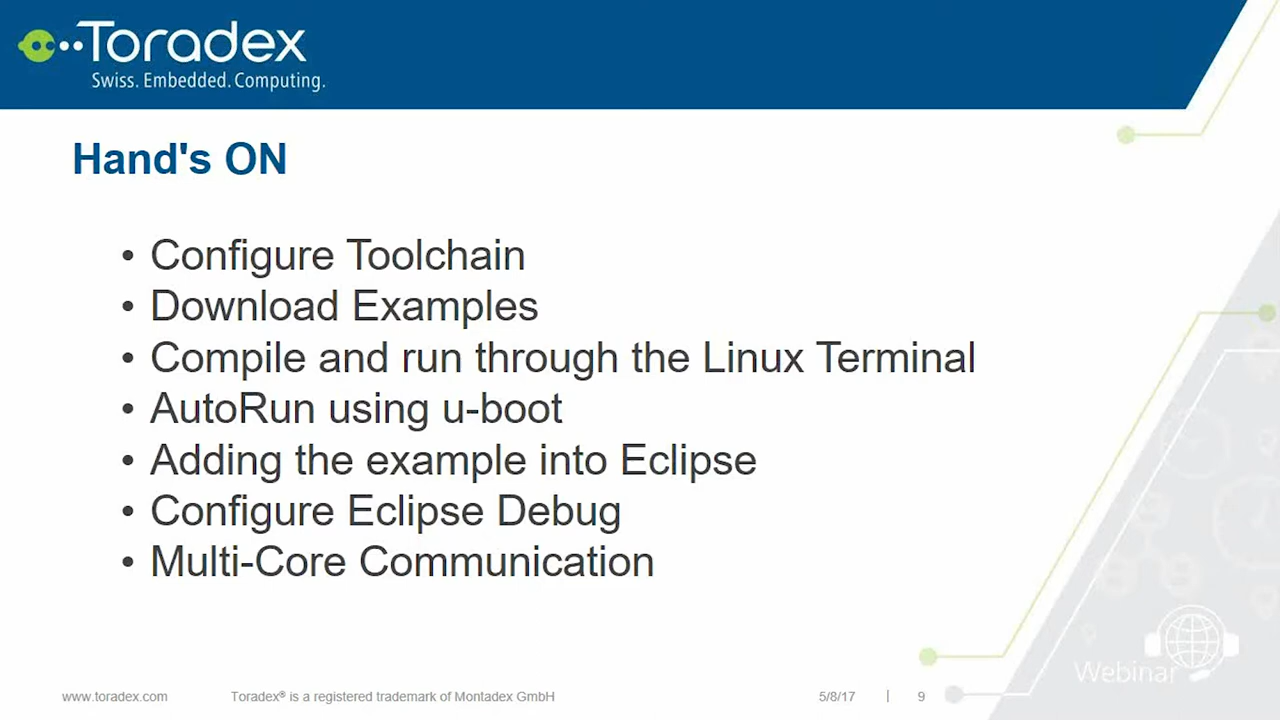 Toradex
Swiss. Embedded. Computing.
Hand's ON
• Configure Toolchain
• Download Examples
• Compile and run through the Linux Terminal
• AutoRun using u-boot
• Adding the example into Eclipse
• Configure Eclipse Debug
• Multi-Core Communication
Webinar
www.toradex.com Toradex® is a registered trademark of Montadex GmbH 5/8/17 | 9